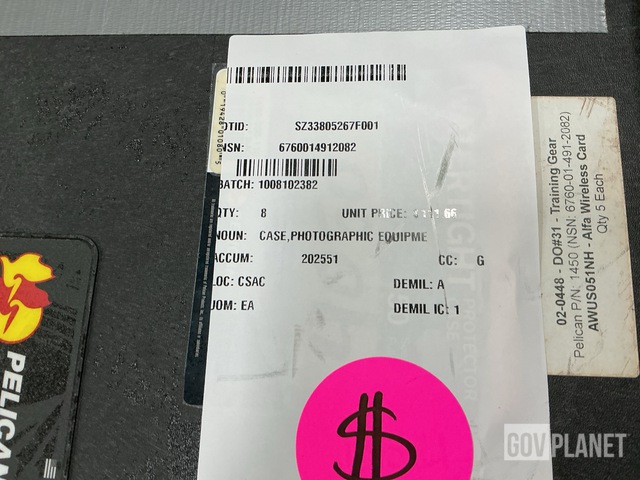 DTID: SZ33805267F001
NSN: 6760014912082
BATCH: 1008102382
QTY: 8 UNIT PRICE:
NOUN: CASE,PHOTOGRAPHIC EQUIPME
ACCUM: 202551 CC: G
LOC: CSAC DEMIL: A
UOM: EA DEMIL IC: 1
$
02-0448 - DO#31 - Training Gear
Pelican P/N: 1450 (NSN: 6760-01-491-2082)
AWUS051NH - Alfa Wireless Card
Qty 5 Each
PELICAN
GOVPLANET